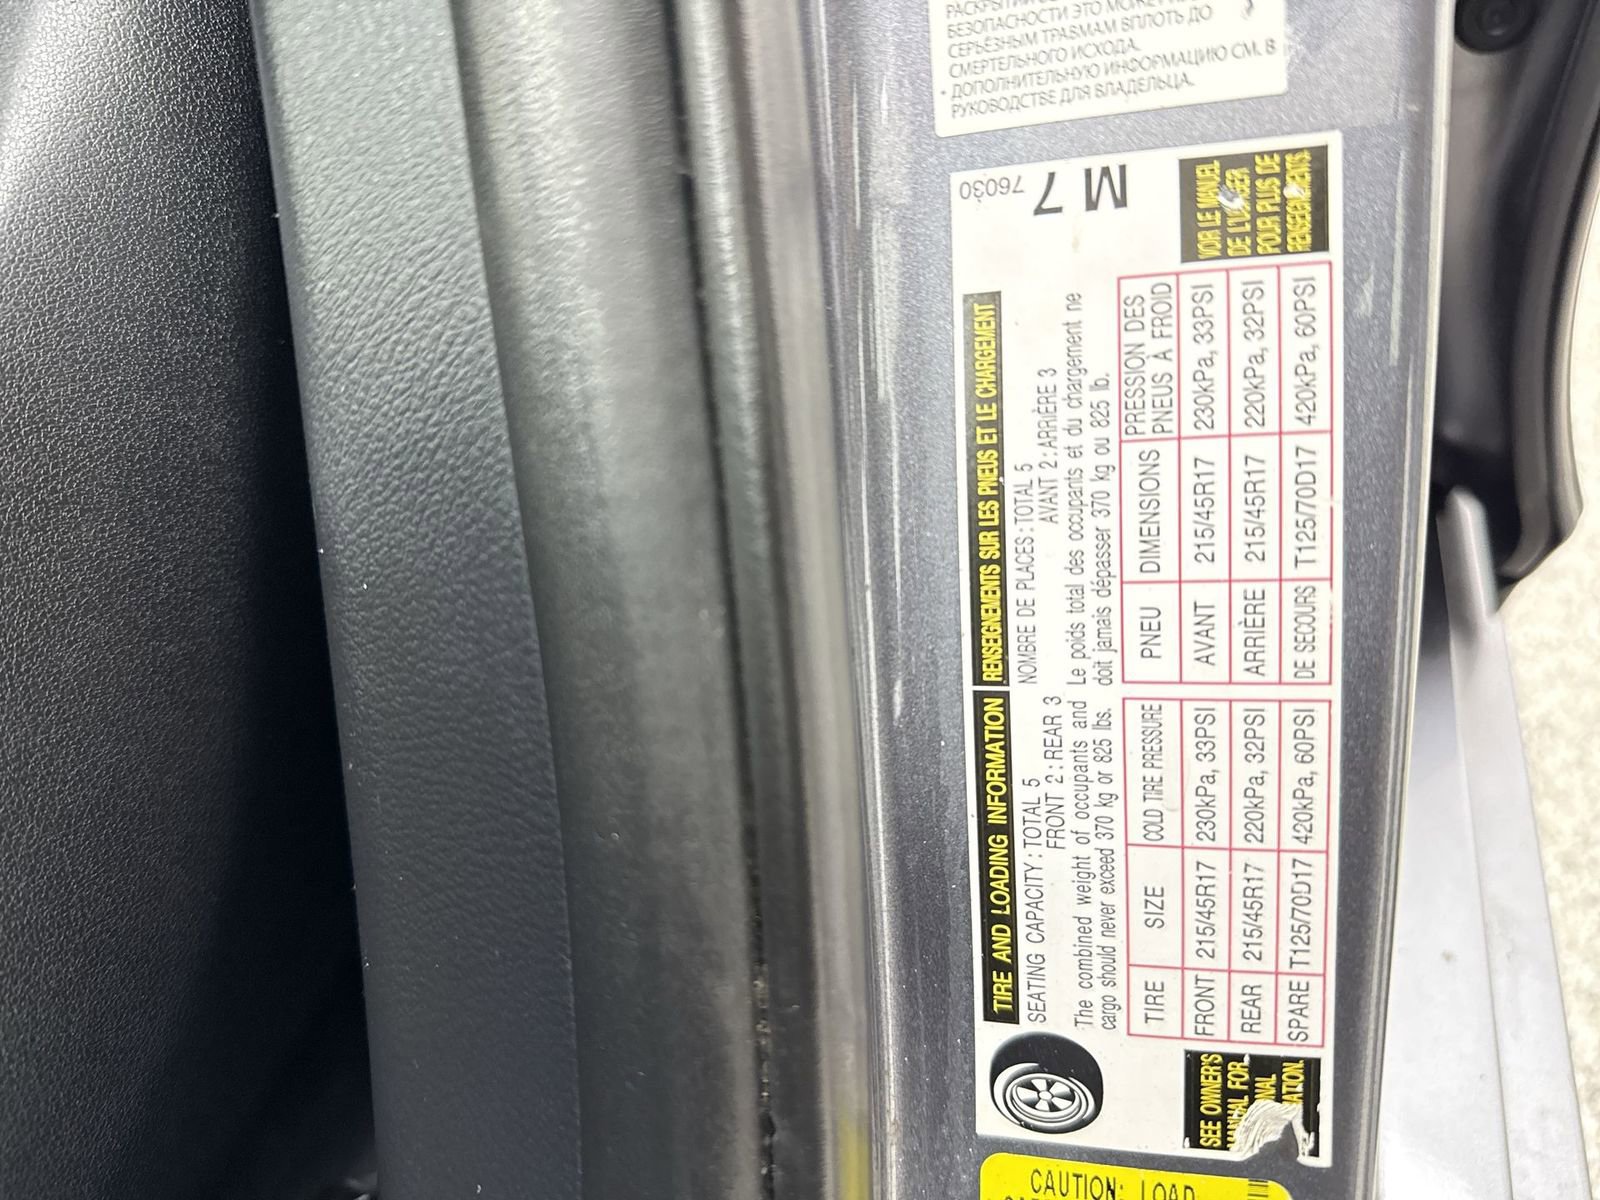 РУКОВОДСТВЕ ДЛЯ ВЛАДЕЛЬЦА.
• ДОПОЛНИТЕЛЬНУЮ ИНФОРМАЦИЮ СМ. В
СМЕРТЕЛЬНОГО ИСХОДА.
СЕРЬЁЗНЫМ ТРАВМАМ ВПЛОТЬ ДО
БЕЗОПАСНОСТИ ЭТО МОЖЕТ
TIRE AND LOADING INFORMATION
SEATING CAPACITY : TOTAL 5
FRONT 2 : REAR 3
The combined weight of occupants and
cargo should never exceed 370 kg or 825 lbs.
TIRE SIZE COLD TIRE PRESSURE
FRONT 215/45R17 230kPa, 33PSI
REAR 215/45R17 220kPa, 32PSI
SPARE T125/70D17 420kPa, 60PSI
SEE OWNER'S
FOR
RENSEIGNEMENTS SUR LES PNEUS ET LE CHARGEMENT
NOMBRE DE PLACES : TOTAL 5
AVANT 2 : ARRIÈRE 3
Le poids total des occupants et du chargement ne
doit jamais dépasser 370 kg ou 825 lb.
PNEU DIMENSIONS PRESSION DES
PNEUS À FROID
AVANT 215/45R17 230kPa, 33PSI
ARRIÈRE 215/45R17 220kPa, 32PSI
DE SECOURS T125/70D17 420kPa, 60PSI
VOIR LE MANUEL
DE
POUR PLUS DE
RENSEIGNEMENTS.
76030
M 7
CAUTION: LOAD